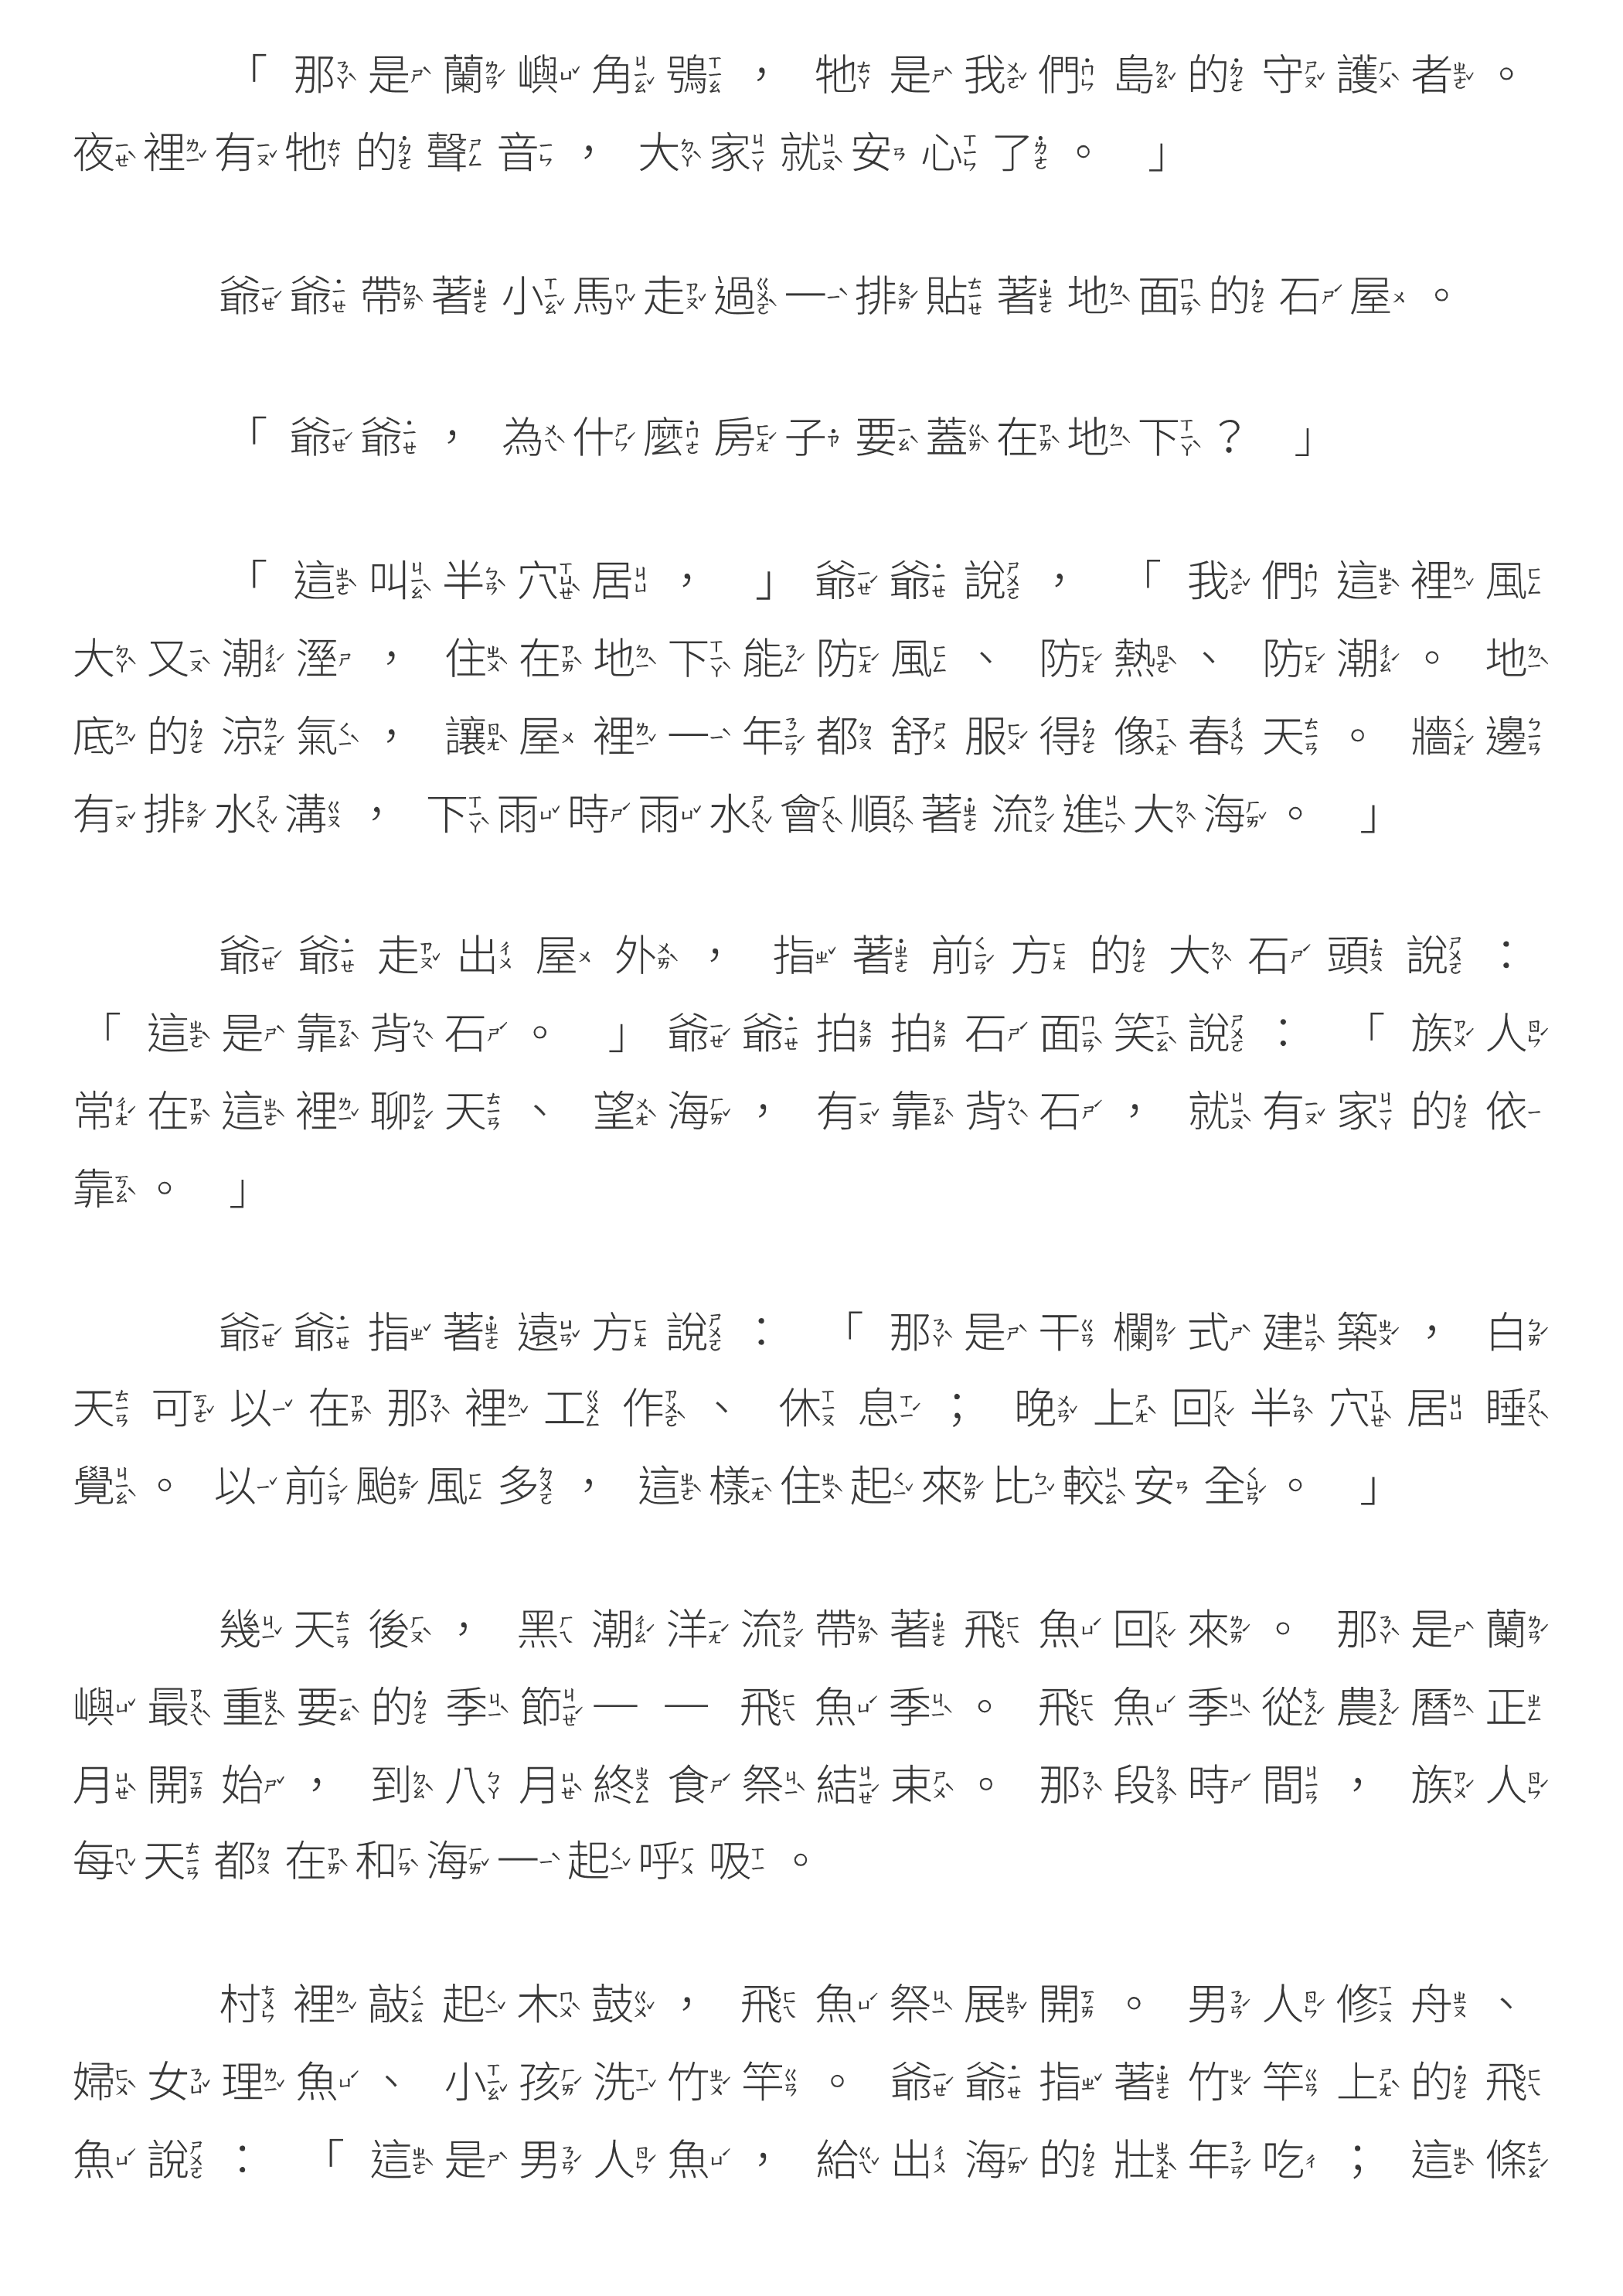 「那是蘭嶼角鴞，牠是我們島的守護者。
夜裡有牠的聲音，大家就安心了。」
爺爺帶著小馬走過一排貼著地面的石屋。
「爺爺，為什麼房子要蓋在地下？」
「這叫半穴居，」爺爺說，「我們這裡風
大又潮溼，住在地下能防風、防熱、防潮。地
底的涼氣，讓屋裡一年都舒服得像春天。牆邊
有排水溝，下雨時雨水會順著流進大海。」
爺爺走出屋外，指著前方的大石頭說：
「這是靠背石。」爺爺拍拍石面笑說：「族人
常在這裡聊天、望海，有靠背石，就有家的依
靠。」
爺爺指著遠方說：「那是干欄式建築，白
天可以在那裡工作、休息；晚上回半穴居睡
覺。以前颱風多，這樣住起來比較安全。」
幾天後，黑潮洋流帶著飛魚回來。那是蘭
嶼最重要的季節——飛魚季。飛魚季從農曆正
月開始，到八月終食祭結束。那段時間，族人
每天都在和海一起呼吸。
村裡敲起木鼓，飛魚祭展開。男人修舟、
婦女理魚、小孩洗竹竿。爺爺指著竹竿上的飛
魚說：「這是男人魚，給出海的壯年吃；這條